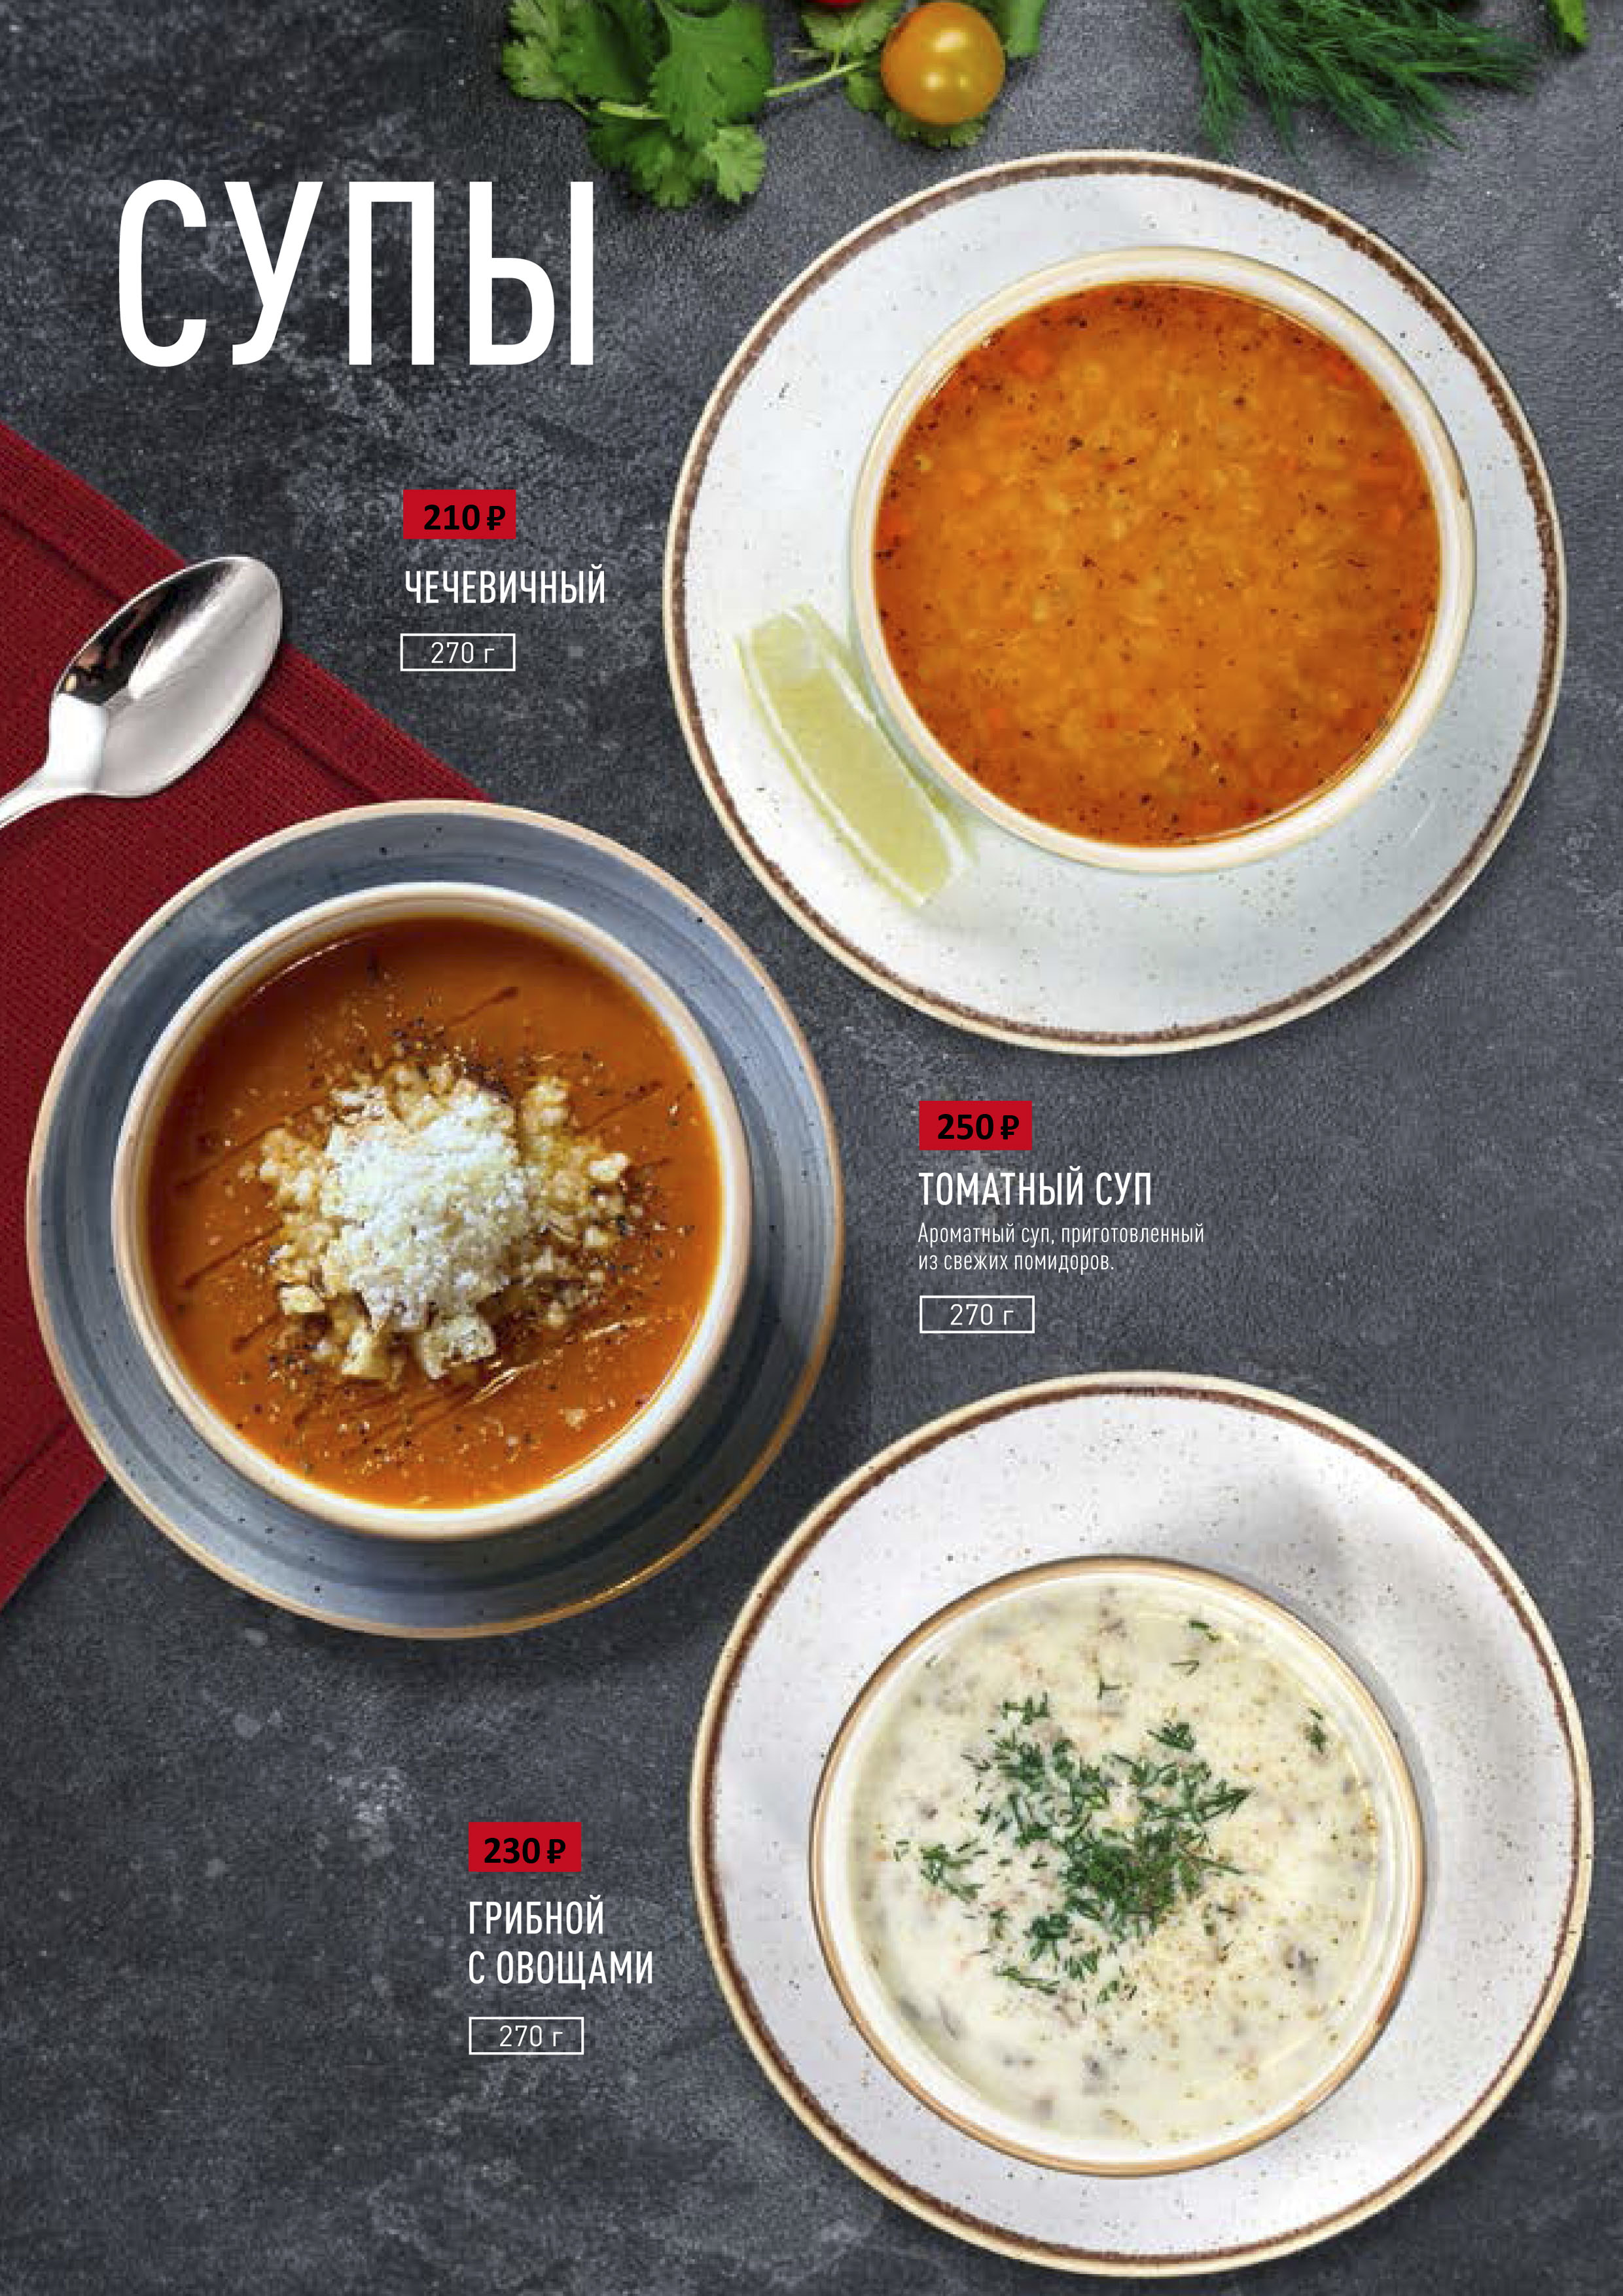 СУПЫ
210 ₽
ЧЕЧЕВИЧНЫЙ
270 г
250 ₽
ТОМАТНЫЙ СУП
Ароматный суп, приготовленный
из свежих помидоров.
270 г
230 ₽
ГРИБНОЙ
С ОВОЩАМИ
270 г